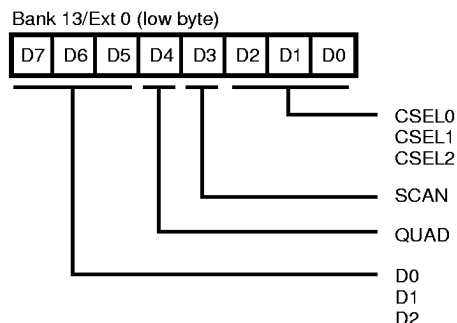 Bank 13/Ext 0 (low byte)
D7 D6 D5 D4 D3 D2 D1 D0
CSEL0
CSEL1
CSEL2
SCAN
QUAD
D0
D1
D2